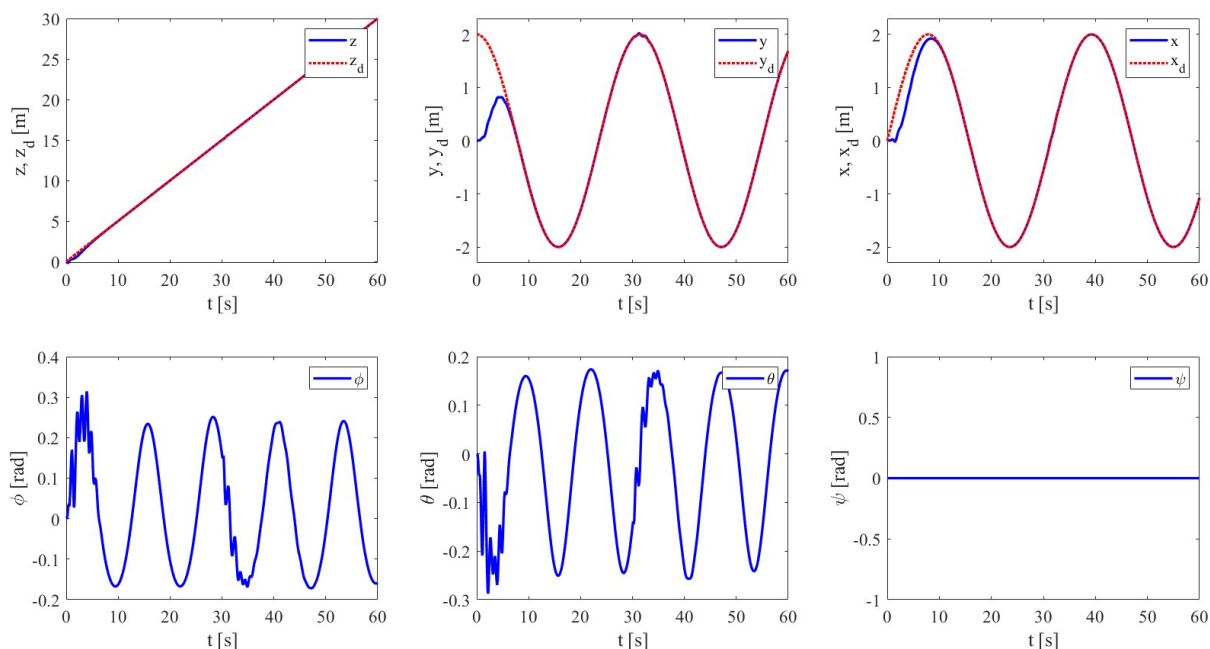 30
25
20
15
10
5
0
z, z_d [m]
z
z_d
0 10 20 30 40 50 60
t [s]
2
1
0
-1
-2
y, y_d [m]
y
y_d
0 10 20 30 40 50 60
t [s]
2
1
0
-1
-2
x, x_d [m]
x
x_d
0 10 20 30 40 50 60
t [s]
0.4
0.3
0.2
0.1
0
-0.1
-0.2
ϕ [rad]
ϕ
0 10 20 30 40 50 60
t [s]
0.2
0.1
0
-0.1
-0.2
-0.3
θ [rad]
θ
0 10 20 30 40 50 60
t [s]
1
0.5
0
-0.5
-1
ψ [rad]
ψ
0 10 20 30 40 50 60
t [s]